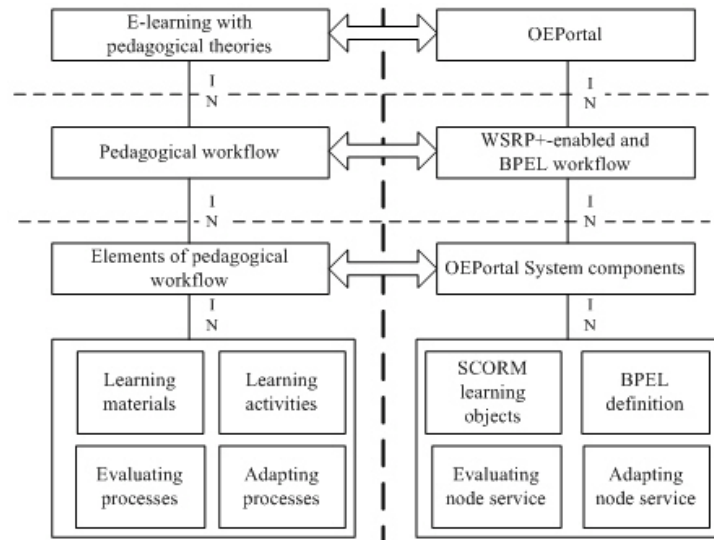 E-learning with
pedagogical theories
OEPortal
I
N
I
N
Pedagogical workflow
WSRP+-enabled and
BPEL workflow
I
N
I
N
Elements of pedagogical
workflow
OEPortal System components
I
N
I
N
Learning
materials
Learning
activities
SCORM
learning
objects
BPEL
definition
Evaluating
processes
Adapting
processes
Evaluating
node service
Adapting
node service